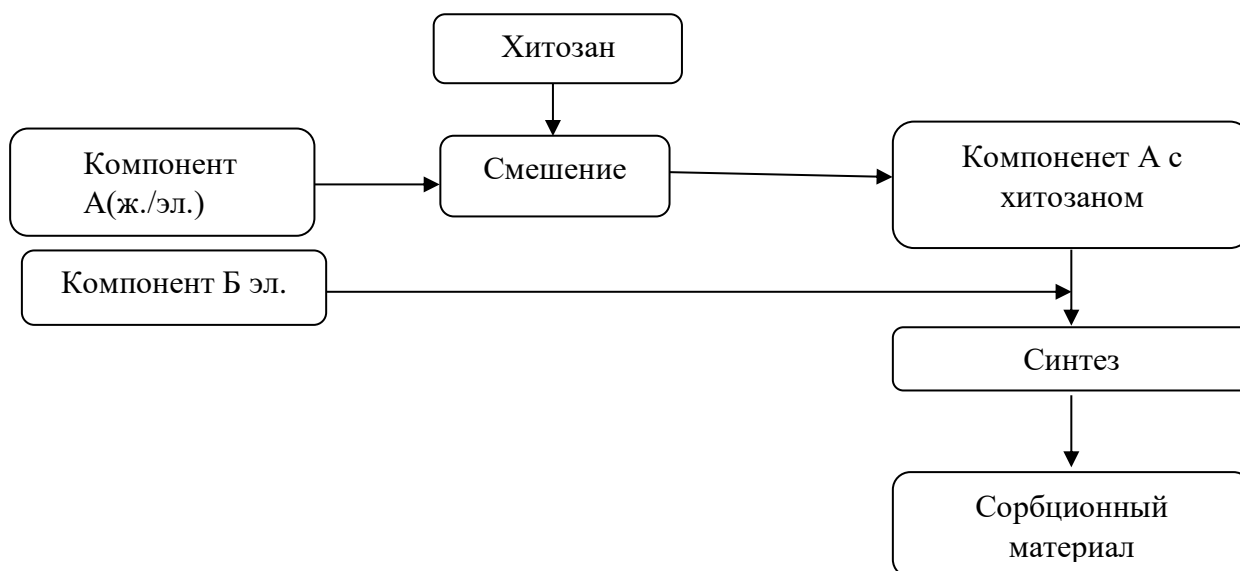 Хитозан
Компонент
А(ж./эл.)
Смешение
Компоненет А с
хитозаном
Компонент Б эл.
Синтез
Сорбционный
материал